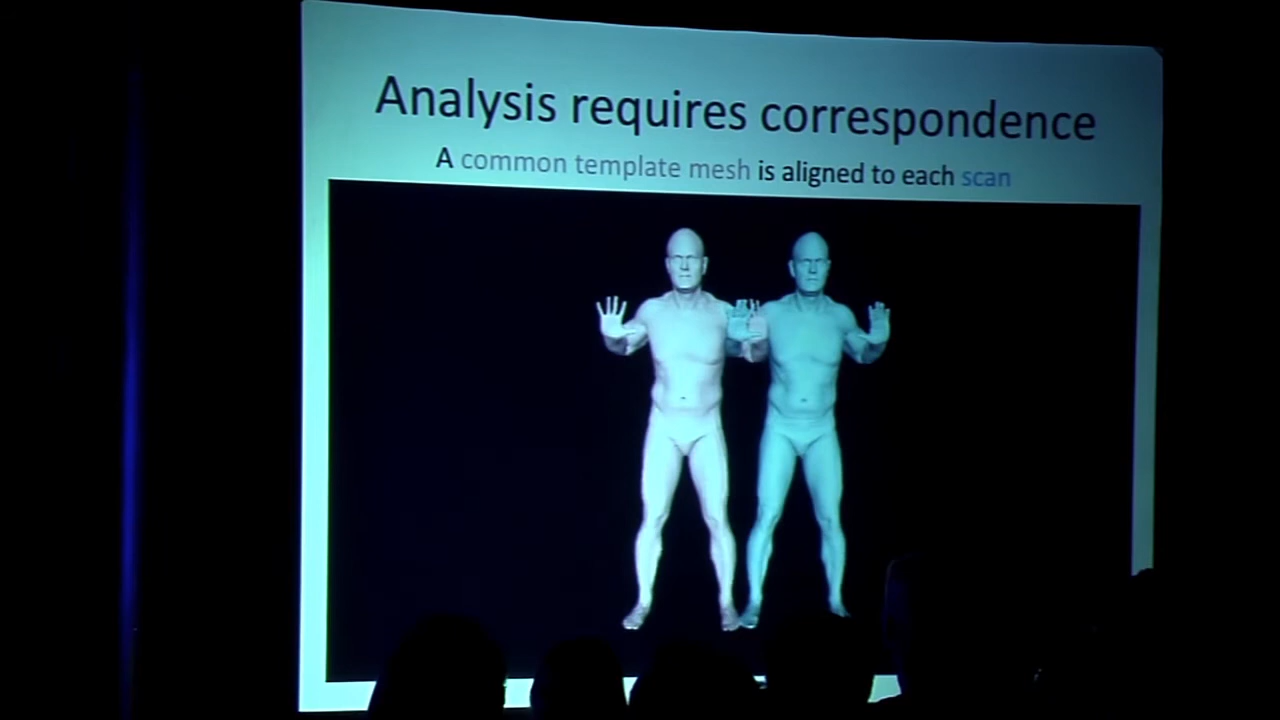 Analysis requires correspondence
A common template mesh is aligned to each scan